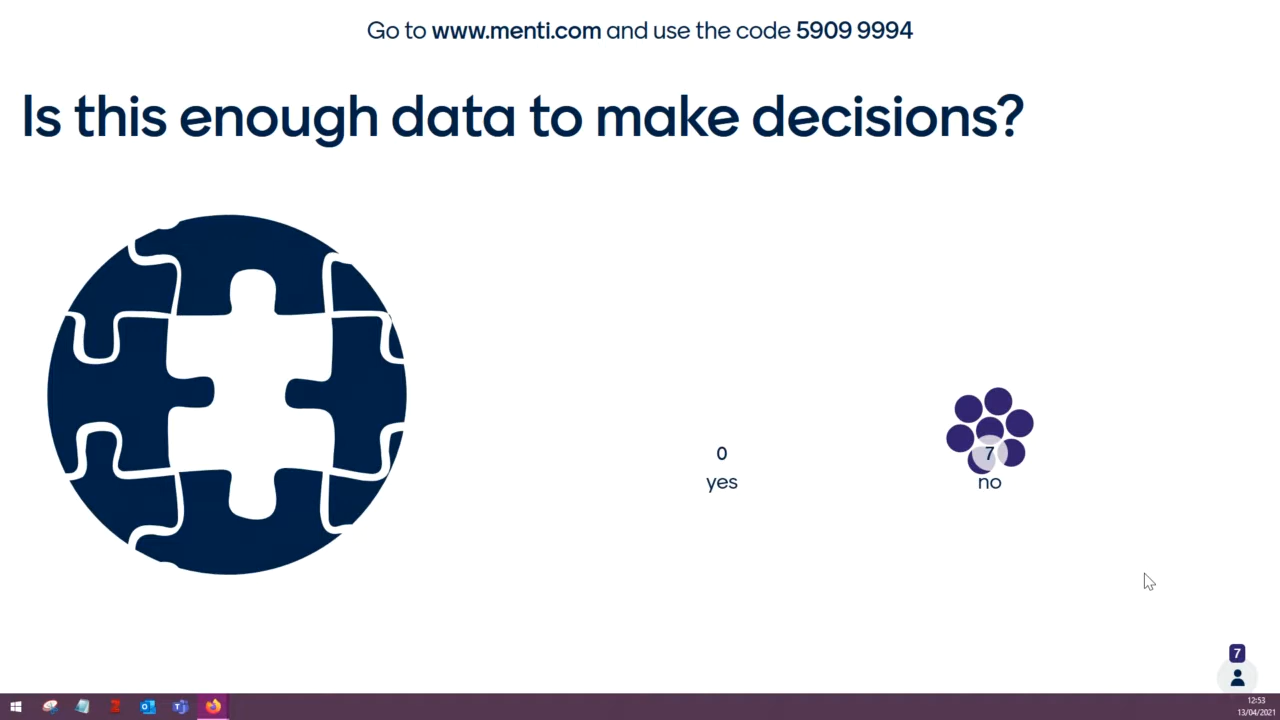 Go to www.menti.com and use the code 5909 9994
Is this enough data to make decisions?
0
yes
7
no
7
12:53
13/04/2021